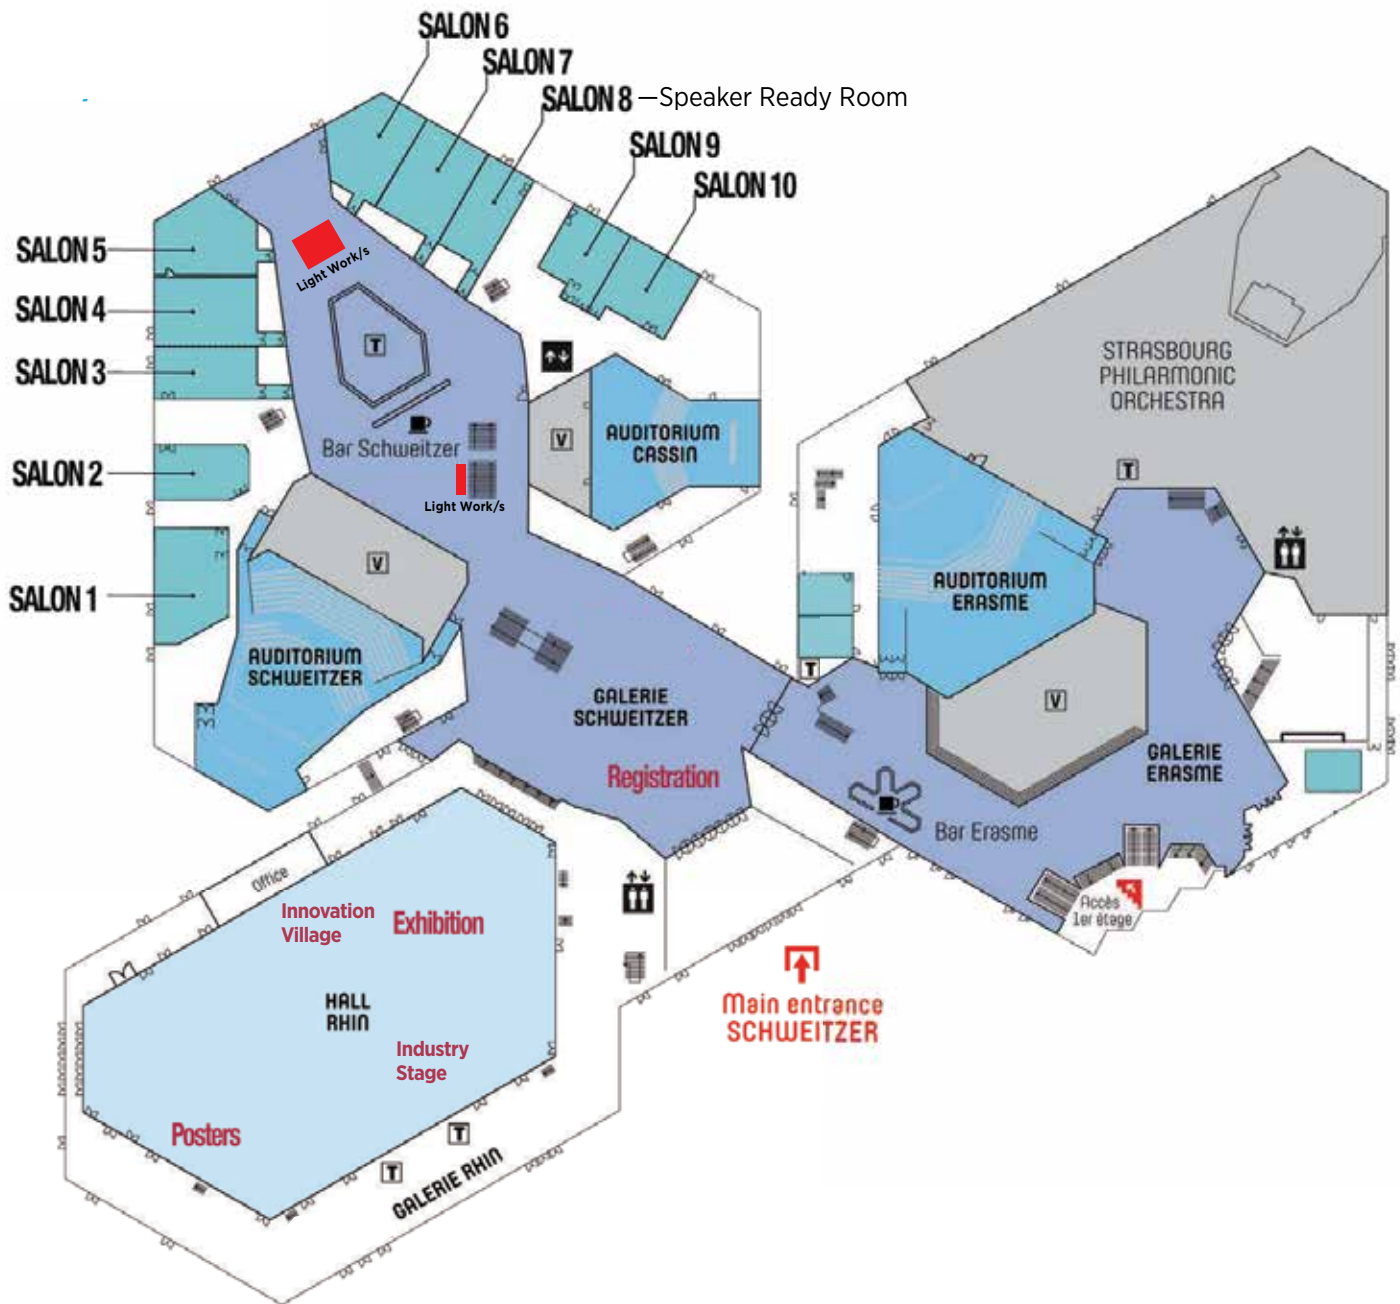 SALON 6
SALON 7
SALON 8 —Speaker Ready Room
SALON 9
SALON 10
SALON 5
SALON 4
SALON 3
SALON 2
SALON 1
Light Work/s
T
Bar Schweitzer
Light Work/s
V
AUDITORIUM
CASSIN
V
AUDITORIUM
SCHWEITZER
GALERIE
SCHWEITZER
Registration
STRASBOURG
PHILARMONIC
ORCHESTRA
T
AUDITORIUM
ERASME
T
V
GALERIE
ERASME
Bar Erasme
Accès
1er étage
Office
Innovation
Village
Exhibition
HALL
RHIN
Industry
Stage
Posters
T
T
GALERIE RHIN
Main entrance
SCHWEITZER